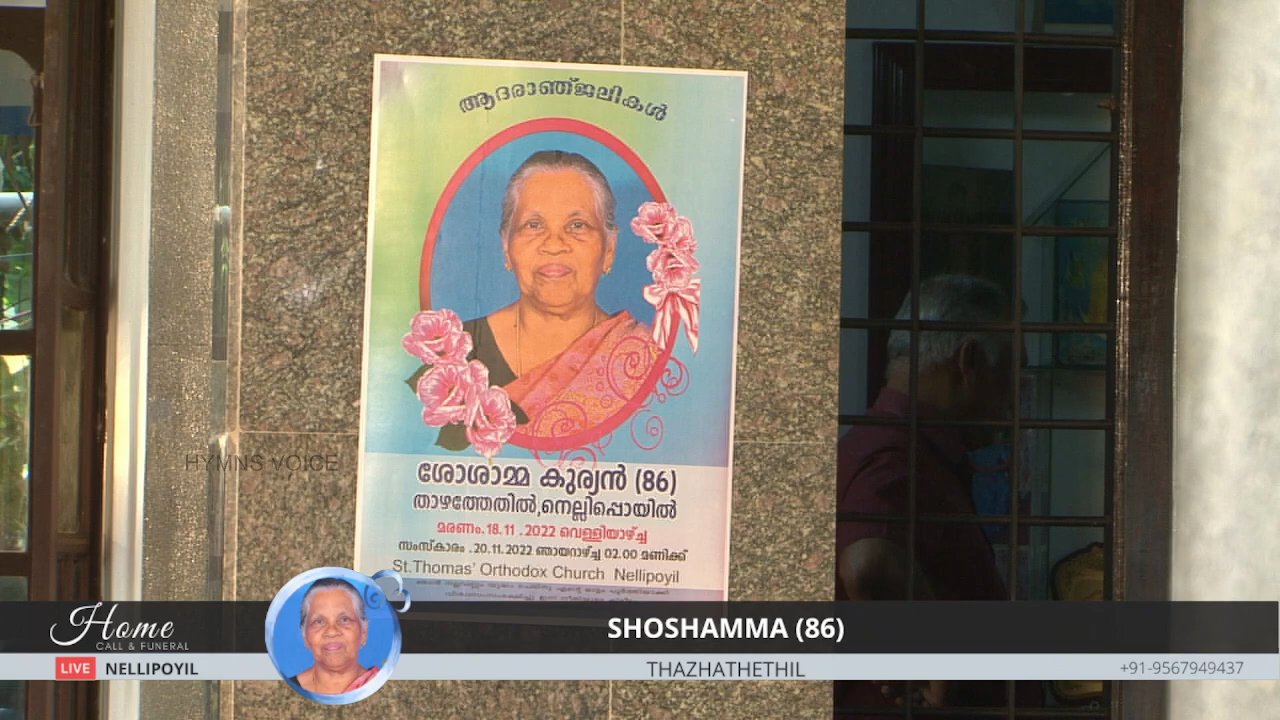 ആദരാഞ്ജലികൾ
ശോശാമ്മ കുര്യൻ (86)
താഴത്തേതിൽ,നെല്ലിപ്പൊയിൽ
മരണം.18.11 .2022 വെള്ളിയാഴ്ച്ച
സംസ്കാരം .20.11.2022 ഞായറാഴ്ച്ച 02.00 മണിക്ക്
St.Thomas' Orthodox Church Nellipoyil
HYMNS VOICE
Home
CALL & FUNERAL
SHOSHAMMA (86)
LIVE NELLIPOYIL
THAZHATHETHIL
+91-9567949437